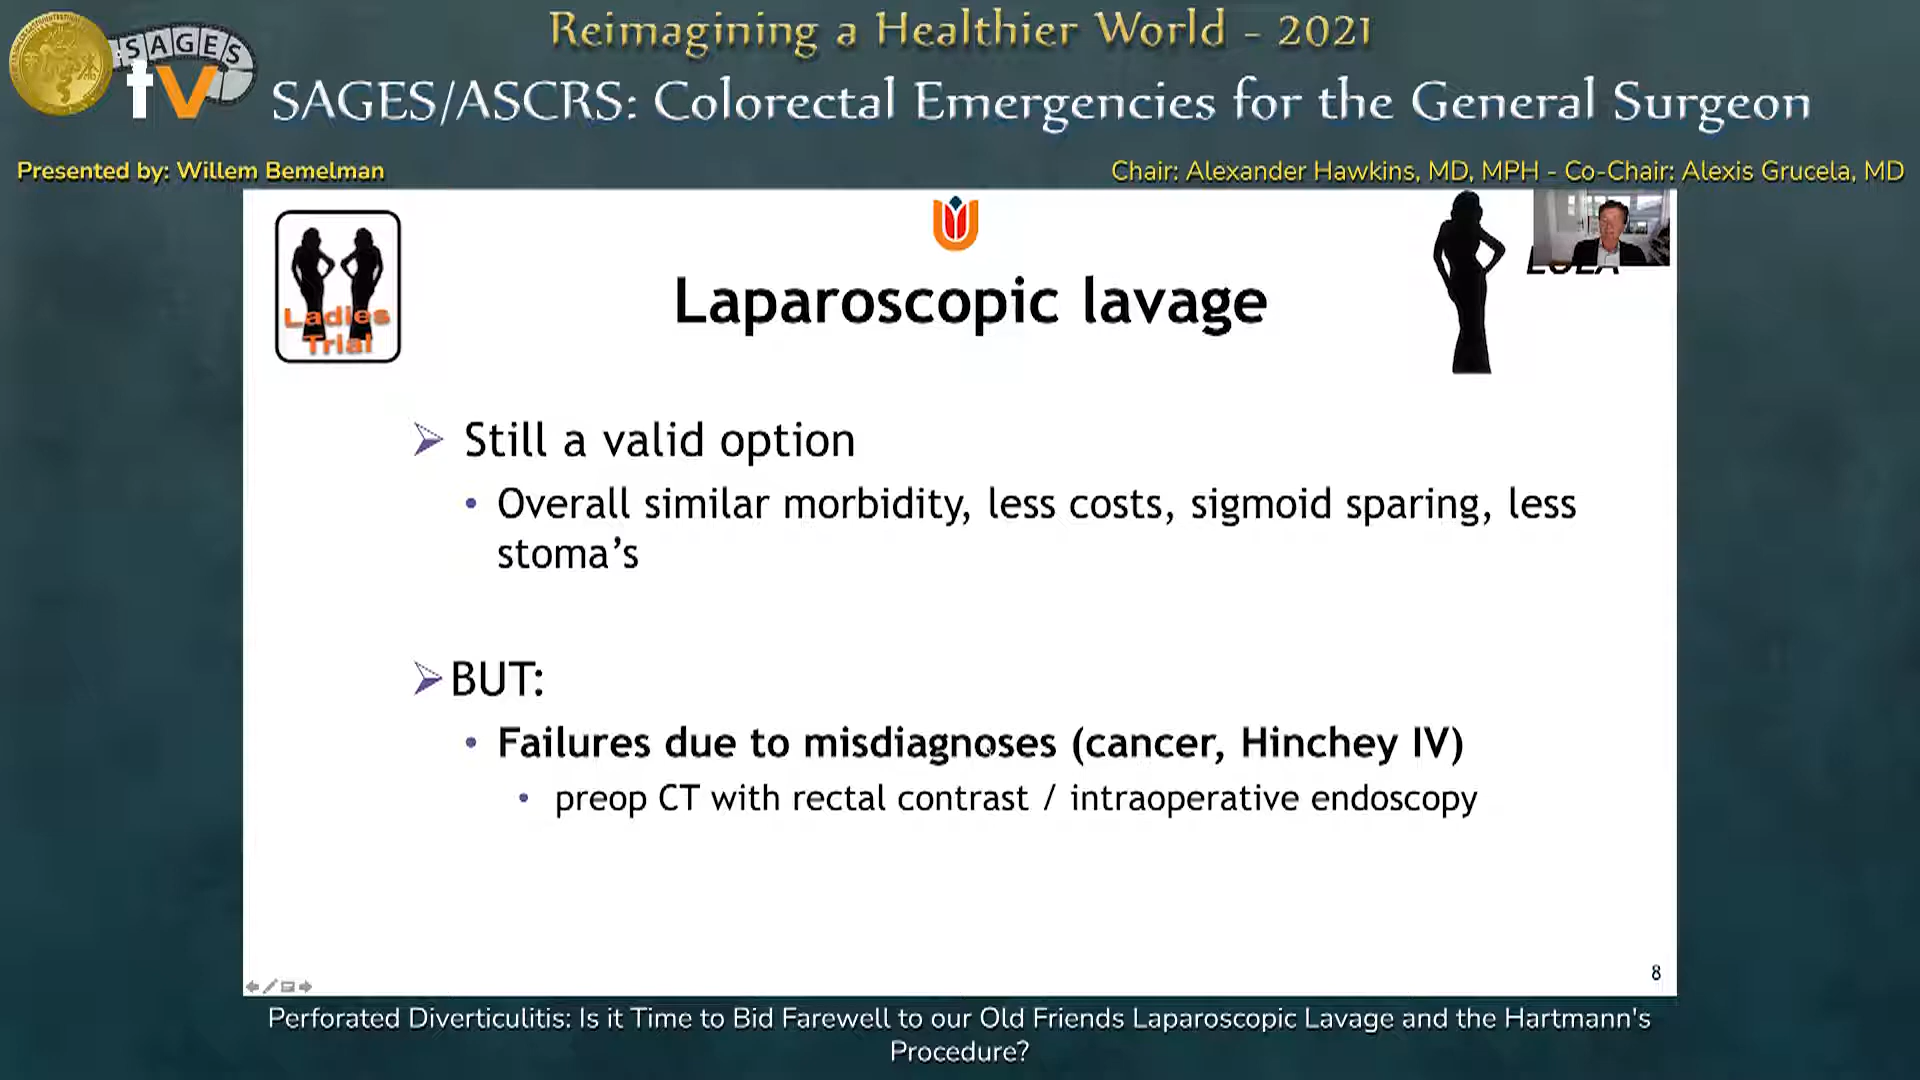 Reimagining a Healthier World - 2021
SAGES
tv
SAGES/ASCRS: Colorectal Emergencies for the General Surgeon
Presented by: Willem Bemelman
Chair: Alexander Hawkins, MD, MPH - Co-Chair: Alexis Grucela, MD
Ladies
Trial
Laparoscopic lavage
Still a valid option
Overall similar morbidity, less costs, sigmoid sparing, less
stoma's
BUT:
Failures due to misdiagnoses (cancer, Hinchey IV)
preop CT with rectal contrast / intraoperative endoscopy
8
Perforated Diverticulitis: Is it Time to Bid Farewell to our Old Friends Laparoscopic Lavage and the Hartmann's
Procedure?